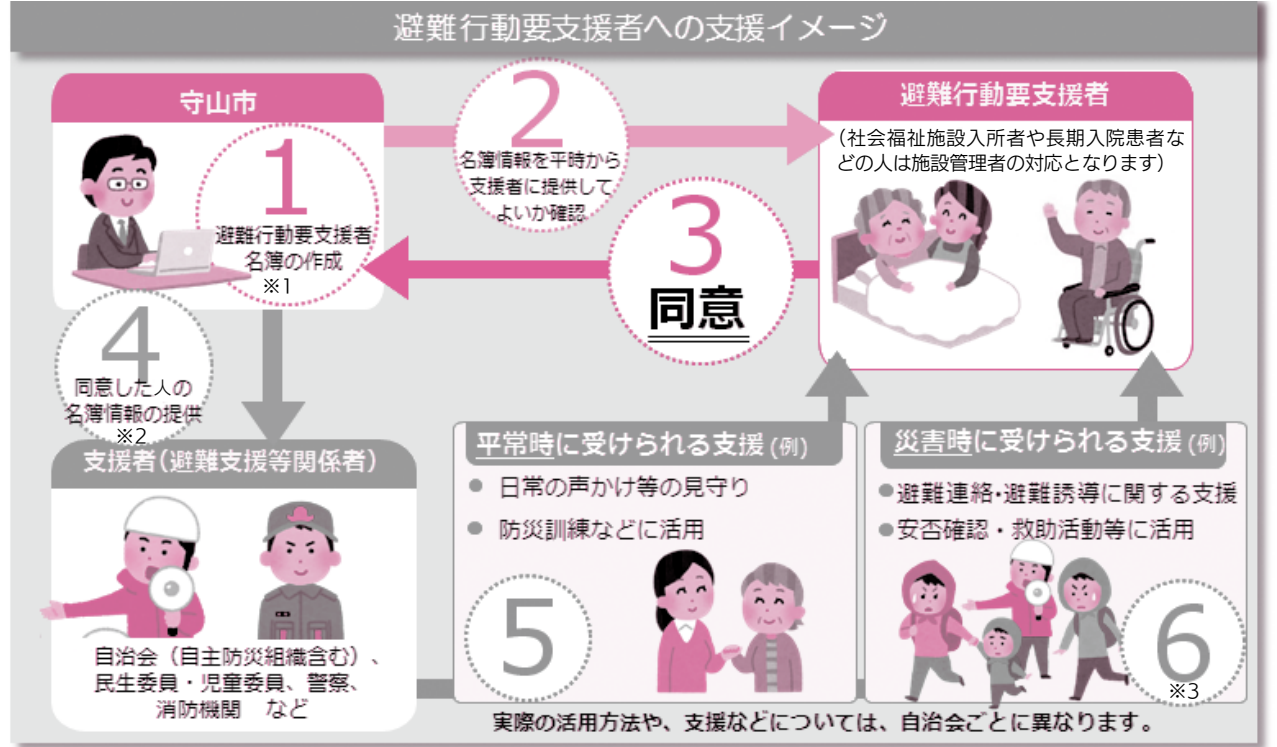 避難行動要支援者への支援イメージ
守山市
1
避難行動要支援者
名簿の作成
※1
2
名簿情報を平時から
支援者に提供して
よいか確認
避難行動要支援者
（社会福祉施設入所者や長期入院患者な
どの人は施設管理者の対応となります）
3
同意
4
同意した人の
名簿情報の提供
※2
支援者（避難支援等関係者）
自治会（自主防災組織含む）、
民生委員・児童委員、警察、
消防機関　など
平常時に受けられる支援（例）
● 日常の声かけ等の見守り
● 防災訓練などに活用
5
災害時に受けられる支援（例）
●避難連絡・避難誘導に関する支援
●安否確認・救助活動等に活用
6
※3
実際の活用方法や、支援などについては、自治会ごとに異なります。